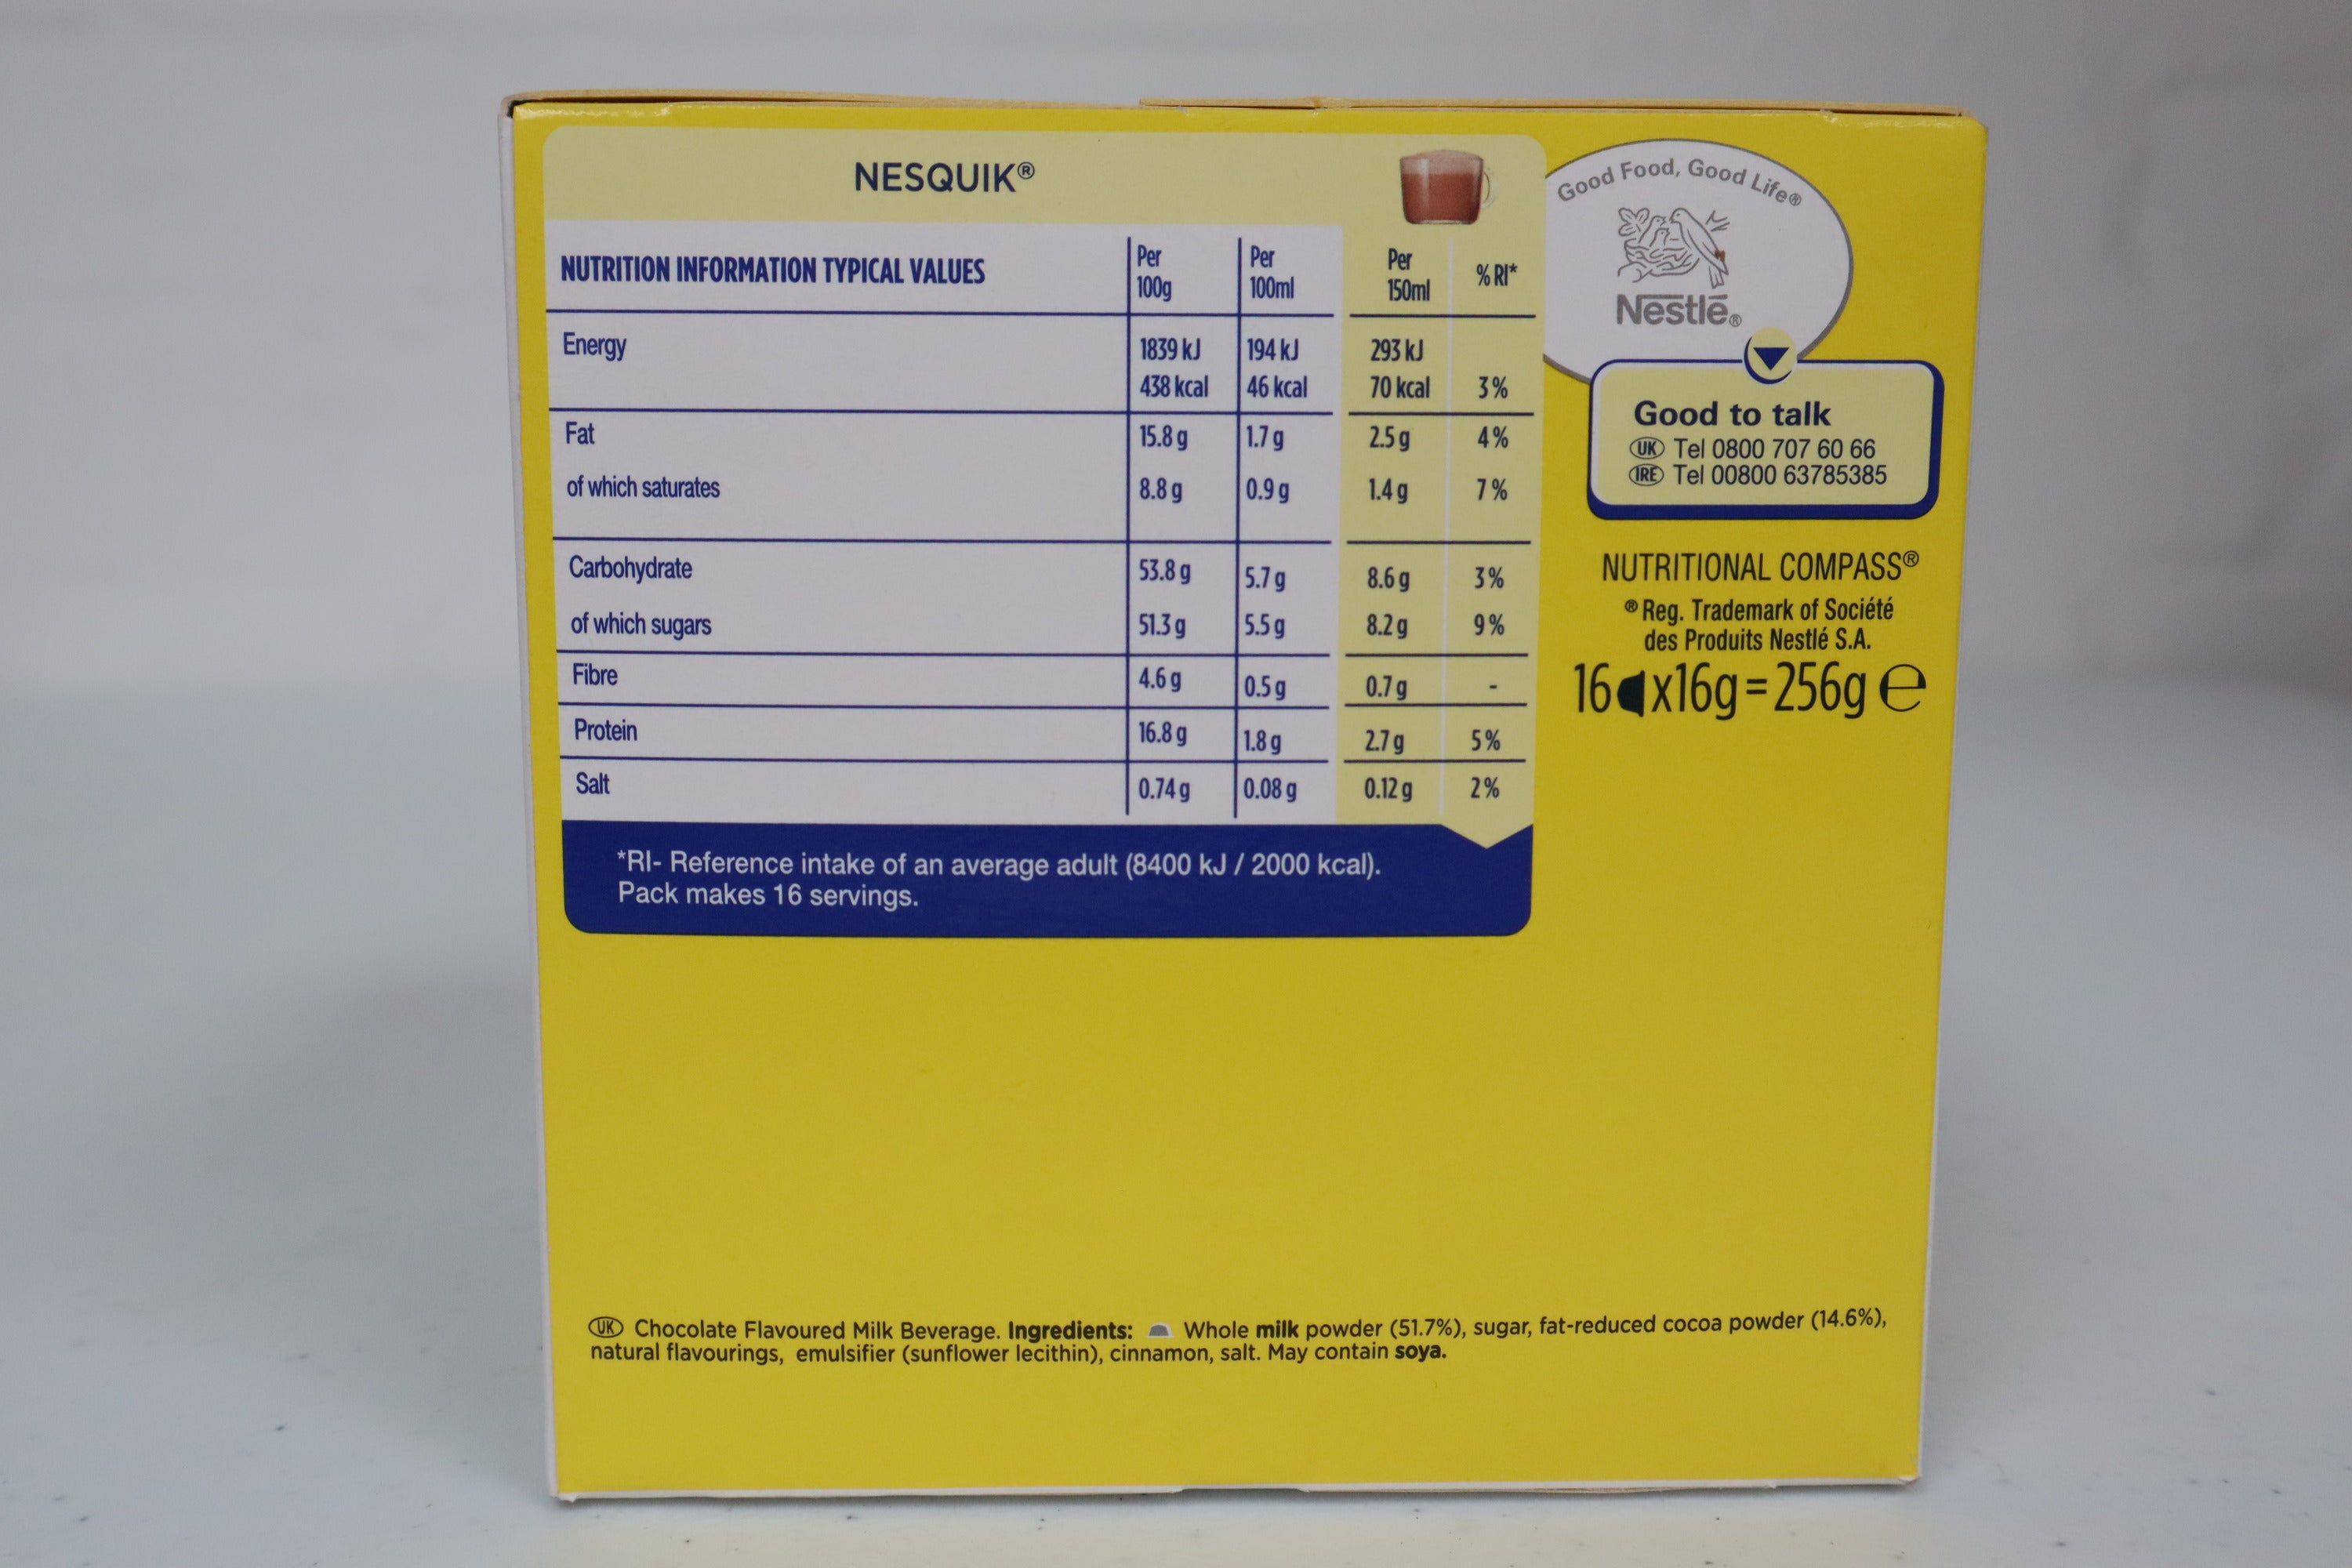 NESQUIK®
NUTRITION INFORMATION TYPICAL VALUES Per 100g Per 100ml Per 150ml % RI*
Energy 1839 kJ 194 kJ 293 kJ
438 kcal 46 kcal 70 kcal 3%
Fat 15.8 g 1.7 g 2.5 g 4%
of which saturates 8.8 g 0.9 g 1.4 g 7%
Carbohydrate 53.8 g 5.7 g 8.6 g 3%
of which sugars 51.3 g 5.5 g 8.2 g 9%
Fibre 4.6 g 0.5 g 0.7 g -
Protein 16.8 g 1.8 g 2.7 g 5%
Salt 0.74 g 0.08 g 0.12 g 2%
*RI- Reference intake of an average adult (8400 kJ / 2000 kcal).
Pack makes 16 servings.
Good Food, Good Life®
Nestlé®
Good to talk
UK Tel 0800 707 60 66
IRE Tel 00800 63785385
NUTRITIONAL COMPASS®
® Reg. Trademark of Société
des Produits Nestlé S.A.
16 x16g=256g e
UK Chocolate Flavoured Milk Beverage. Ingredients: Whole milk powder (51.7%), sugar, fat-reduced cocoa powder (14.6%),
natural flavourings, emulsifier (sunflower lecithin), cinnamon, salt. May contain soya.